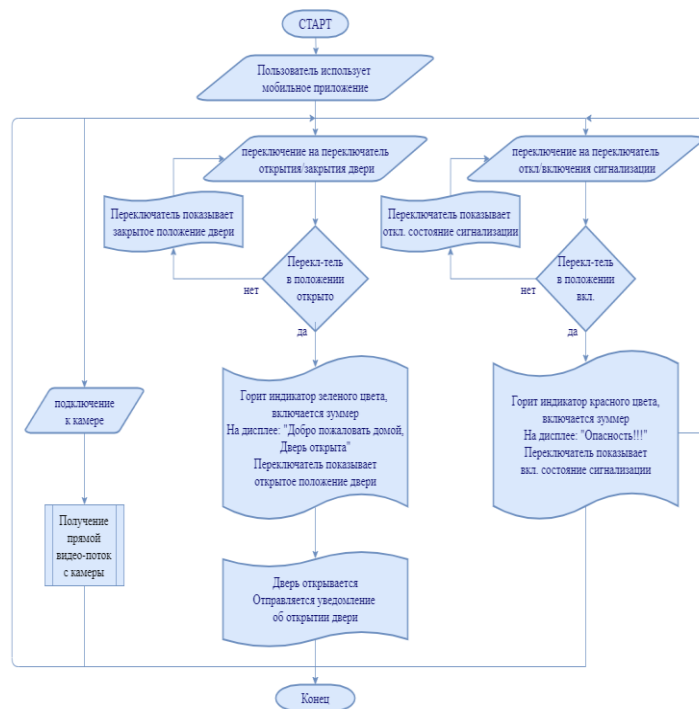 СТАРТ
Пользователь использует
мобильное приложение
переключение на переключатель
открытия/закрытия двери
переключение на переключатель
откл/включения сигнализации
Переключатель показывает
закрытое положение двери
Переключатель показывает
откл. состояние сигнализации
Перекл-тель
в положении
открыто
нет
да
Перекл-тель
в положении
вкл.
нет
да
подключение
к камере
Горит индикатор зеленого цвета,
включается зуммер
На дисплее: "Добро пожаловать домой,
Дверь открыта"
Переключатель показывает
открытое положение двери
Горит индикатор красного цвета,
включается зуммер
На дисплее: "Опасность!!!"
Переключатель показывает
вкл. состояние сигнализации
Получение
прямой
видео-поток
с камеры
Дверь открывается
Отправляется уведомление
об открытии двери
Конец